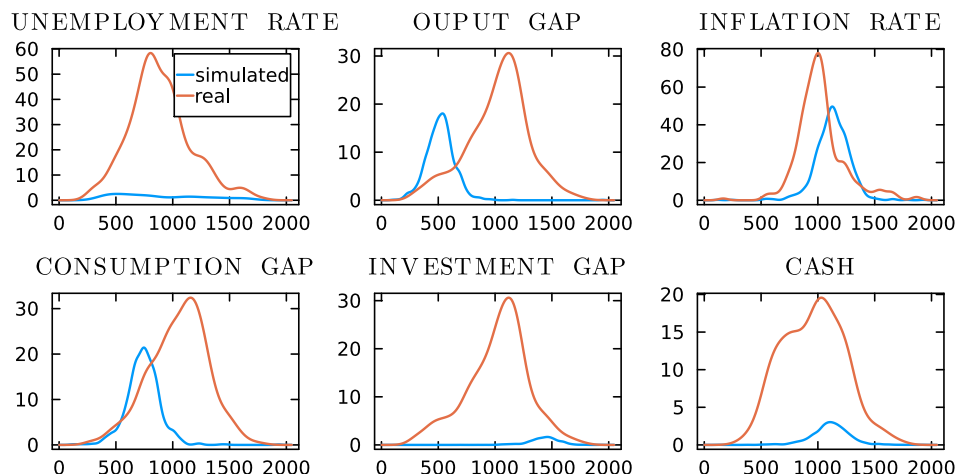 UNEMPLOYMENT RATE
60
50
40
30
20
10
0
0 500 1000 1500 2000
simulated
real
OUPUT GAP
30
20
10
0
0 500 1000 1500 2000
INFLATION RATE
80
60
40
20
0
0 500 1000 1500 2000
CONSUMPTION GAP
30
20
10
0
0 500 1000 1500 2000
INVESTMENT GAP
30
20
10
0
0 500 1000 1500 2000
CASH
20
15
10
5
0
0 500 1000 1500 2000